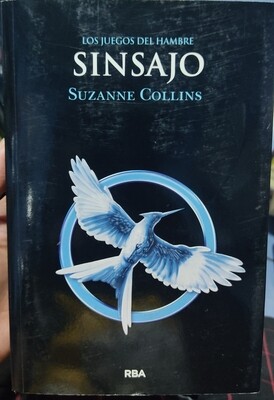 LOS JUEGOS DEL HAMBRE
SINSAJO
SUZANNE COLLINS
RBA